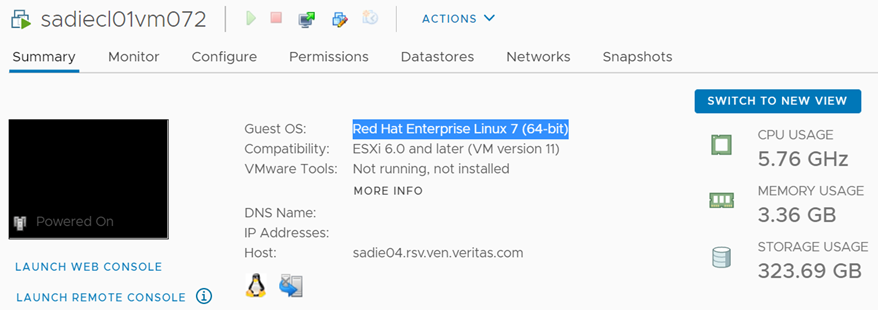 sadiecl01vm072
ACTIONS
Summary Monitor Configure Permissions Datastores Networks Snapshots
SWITCH TO NEW VIEW
Powered On
LAUNCH WEB CONSOLE
LAUNCH REMOTE CONSOLE
Guest OS: Red Hat Enterprise Linux 7 (64-bit)
Compatibility: ESXi 6.0 and later (VM version 11)
VMware Tools: Not running, not installed
MORE INFO
DNS Name:
IP Addresses:
Host: sadie04.rsv.ven.veritas.com
CPU USAGE
5.76 GHz
MEMORY USAGE
3.36 GB
STORAGE USAGE
323.69 GB